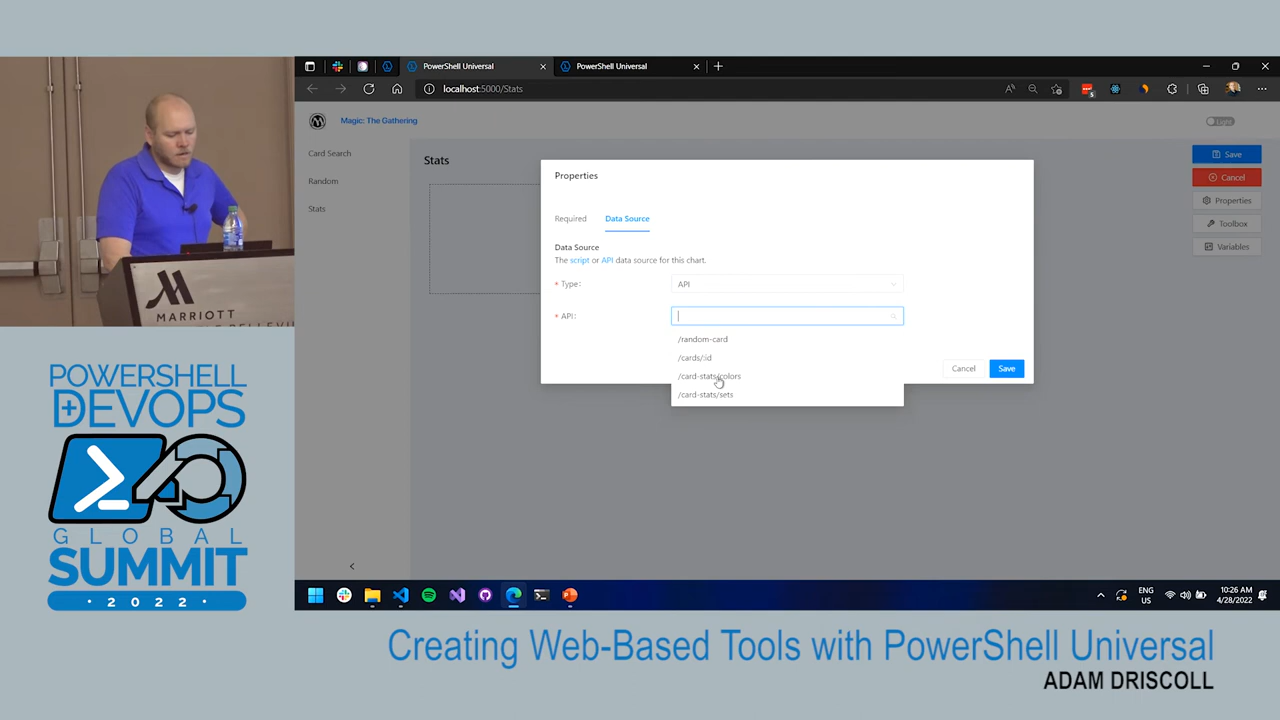 PowerShell Universal
PowerShell Universal
localhost:5000/Stats
Magic: The Gathering
Light
Card Search
Random
Stats
Stats
Save
Cancel
Properties
Toolbox
Variables
Properties
Required
Data Source
Data Source
The script or API data source for this chart.
* Type:
API
* API:
/random-card
/cards/:id
/card-stats/colors
/card-stats/sets
Cancel
Save
MARRIOTT
POWERSHELL
DEVOPS
GLOBAL
SUMMIT
· 2022 ·
ENG
US
10:26 AM
4/28/2022
Creating Web-Based Tools with PowerShell Universal
ADAM DRISCOLL